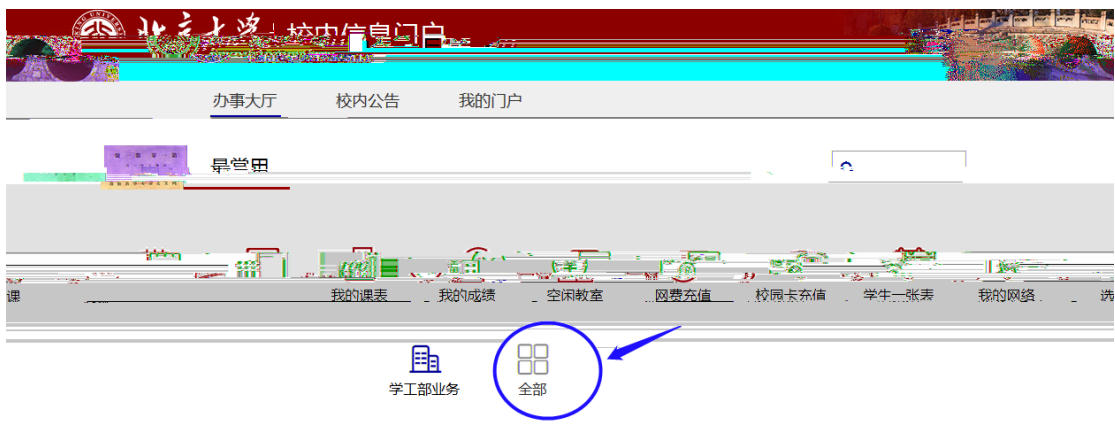 北京大学 校内信息门户
办事大厅 校内公告 我的门户
最常用
课 我的课表 我的成绩 空闲教室 网费充值 校园卡充值 学生一张表 我的网络 选
学工部业务 全部